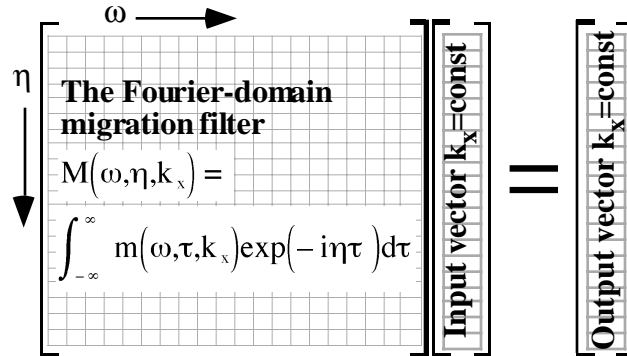 ω
η
The Fourier-domain
migration filter
M(ω,η,k_x) =
∫_{-∞}^{∞} m(ω,τ,k_x)exp(-iητ)dτ
Input vector k_x=const
=
Output vector k_x=const